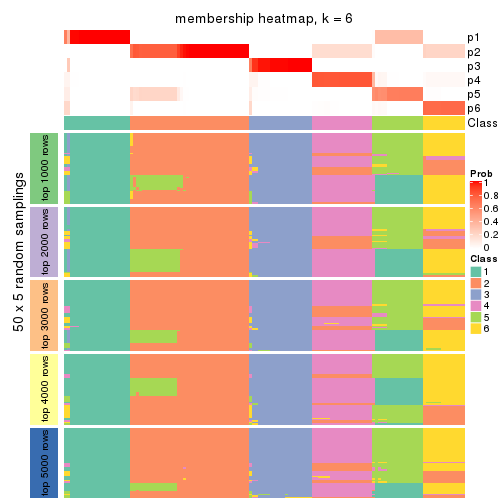 membership heatmap, k = 6
p1
p2
p3
p4
p5
p6
Class
50 x 5 random samplings
top 1000 rows
top 2000 rows
top 3000 rows
top 4000 rows
top 5000 rows
Prob
1
0.8
0.6
0.4
0.2
0
Class
1
2
3
4
5
6